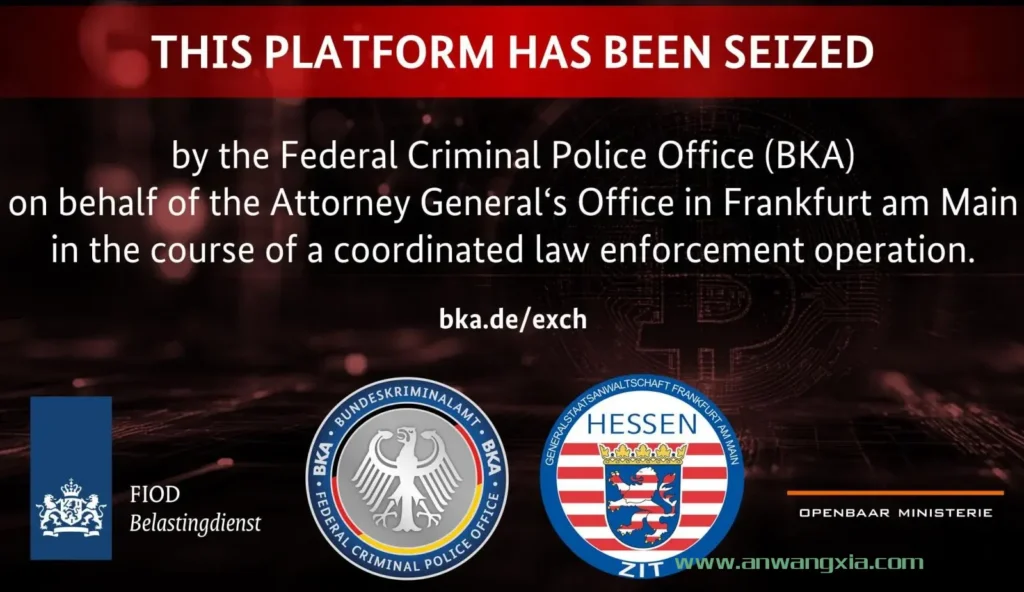 THIS PLATFORM HAS BEEN SEIZED
by the Federal Criminal Police Office (BKA)
on behalf of the Attorney General‘s Office in Frankfurt am Main
in the course of a coordinated law enforcement operation.
bka.de/exch
FIOD
Belastingdienst
BKA • BUNDESKRIMINALAMT • BKA
• FEDERAL CRIMINAL POLICE OFFICE •
GENERALSTAATSANWALTSCHAFT FRANKFURT AM MAIN
HESSEN
ZIT
OPENBAAR MINISTERIE
www.anwangxia.com